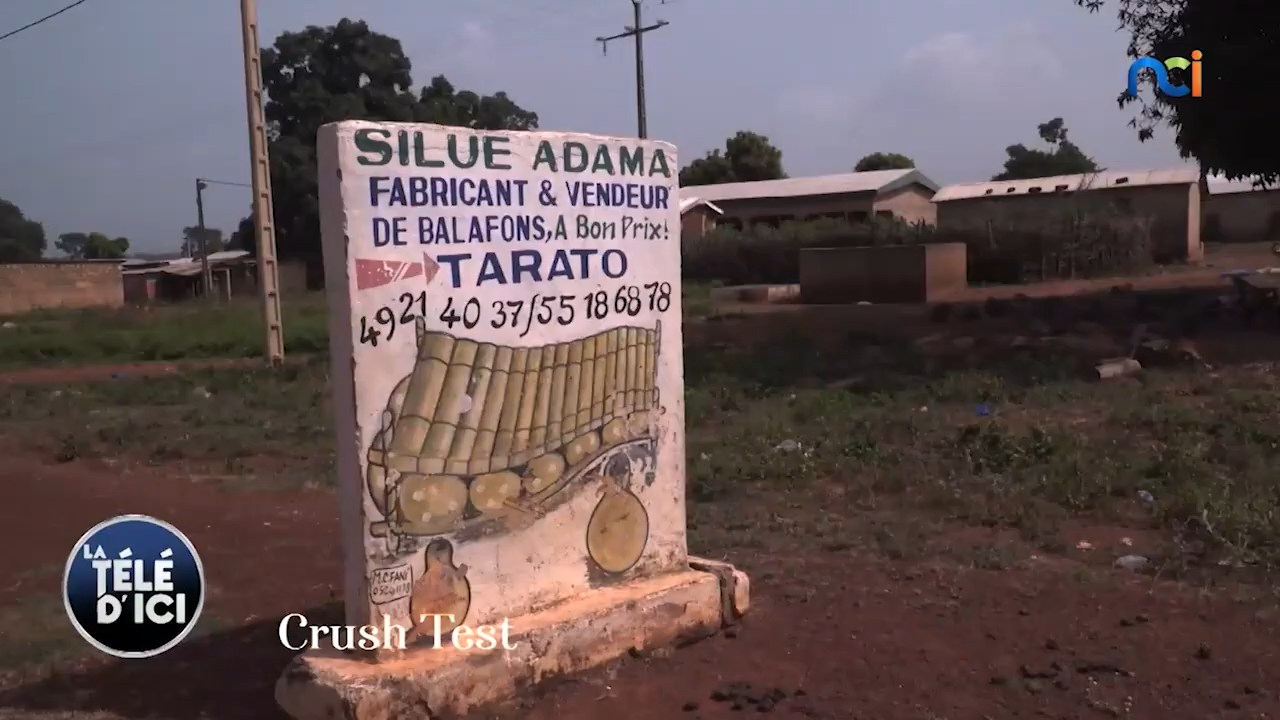 nci
SILUE ADAMA
FABRICANT & VENDEUR
DE BALAFONS, A Bon Prix!
TARATO
49 21 40 37/55 18 68 78
M.C.FANI
LA
TÉLÉ
D'ICI
Crush Test